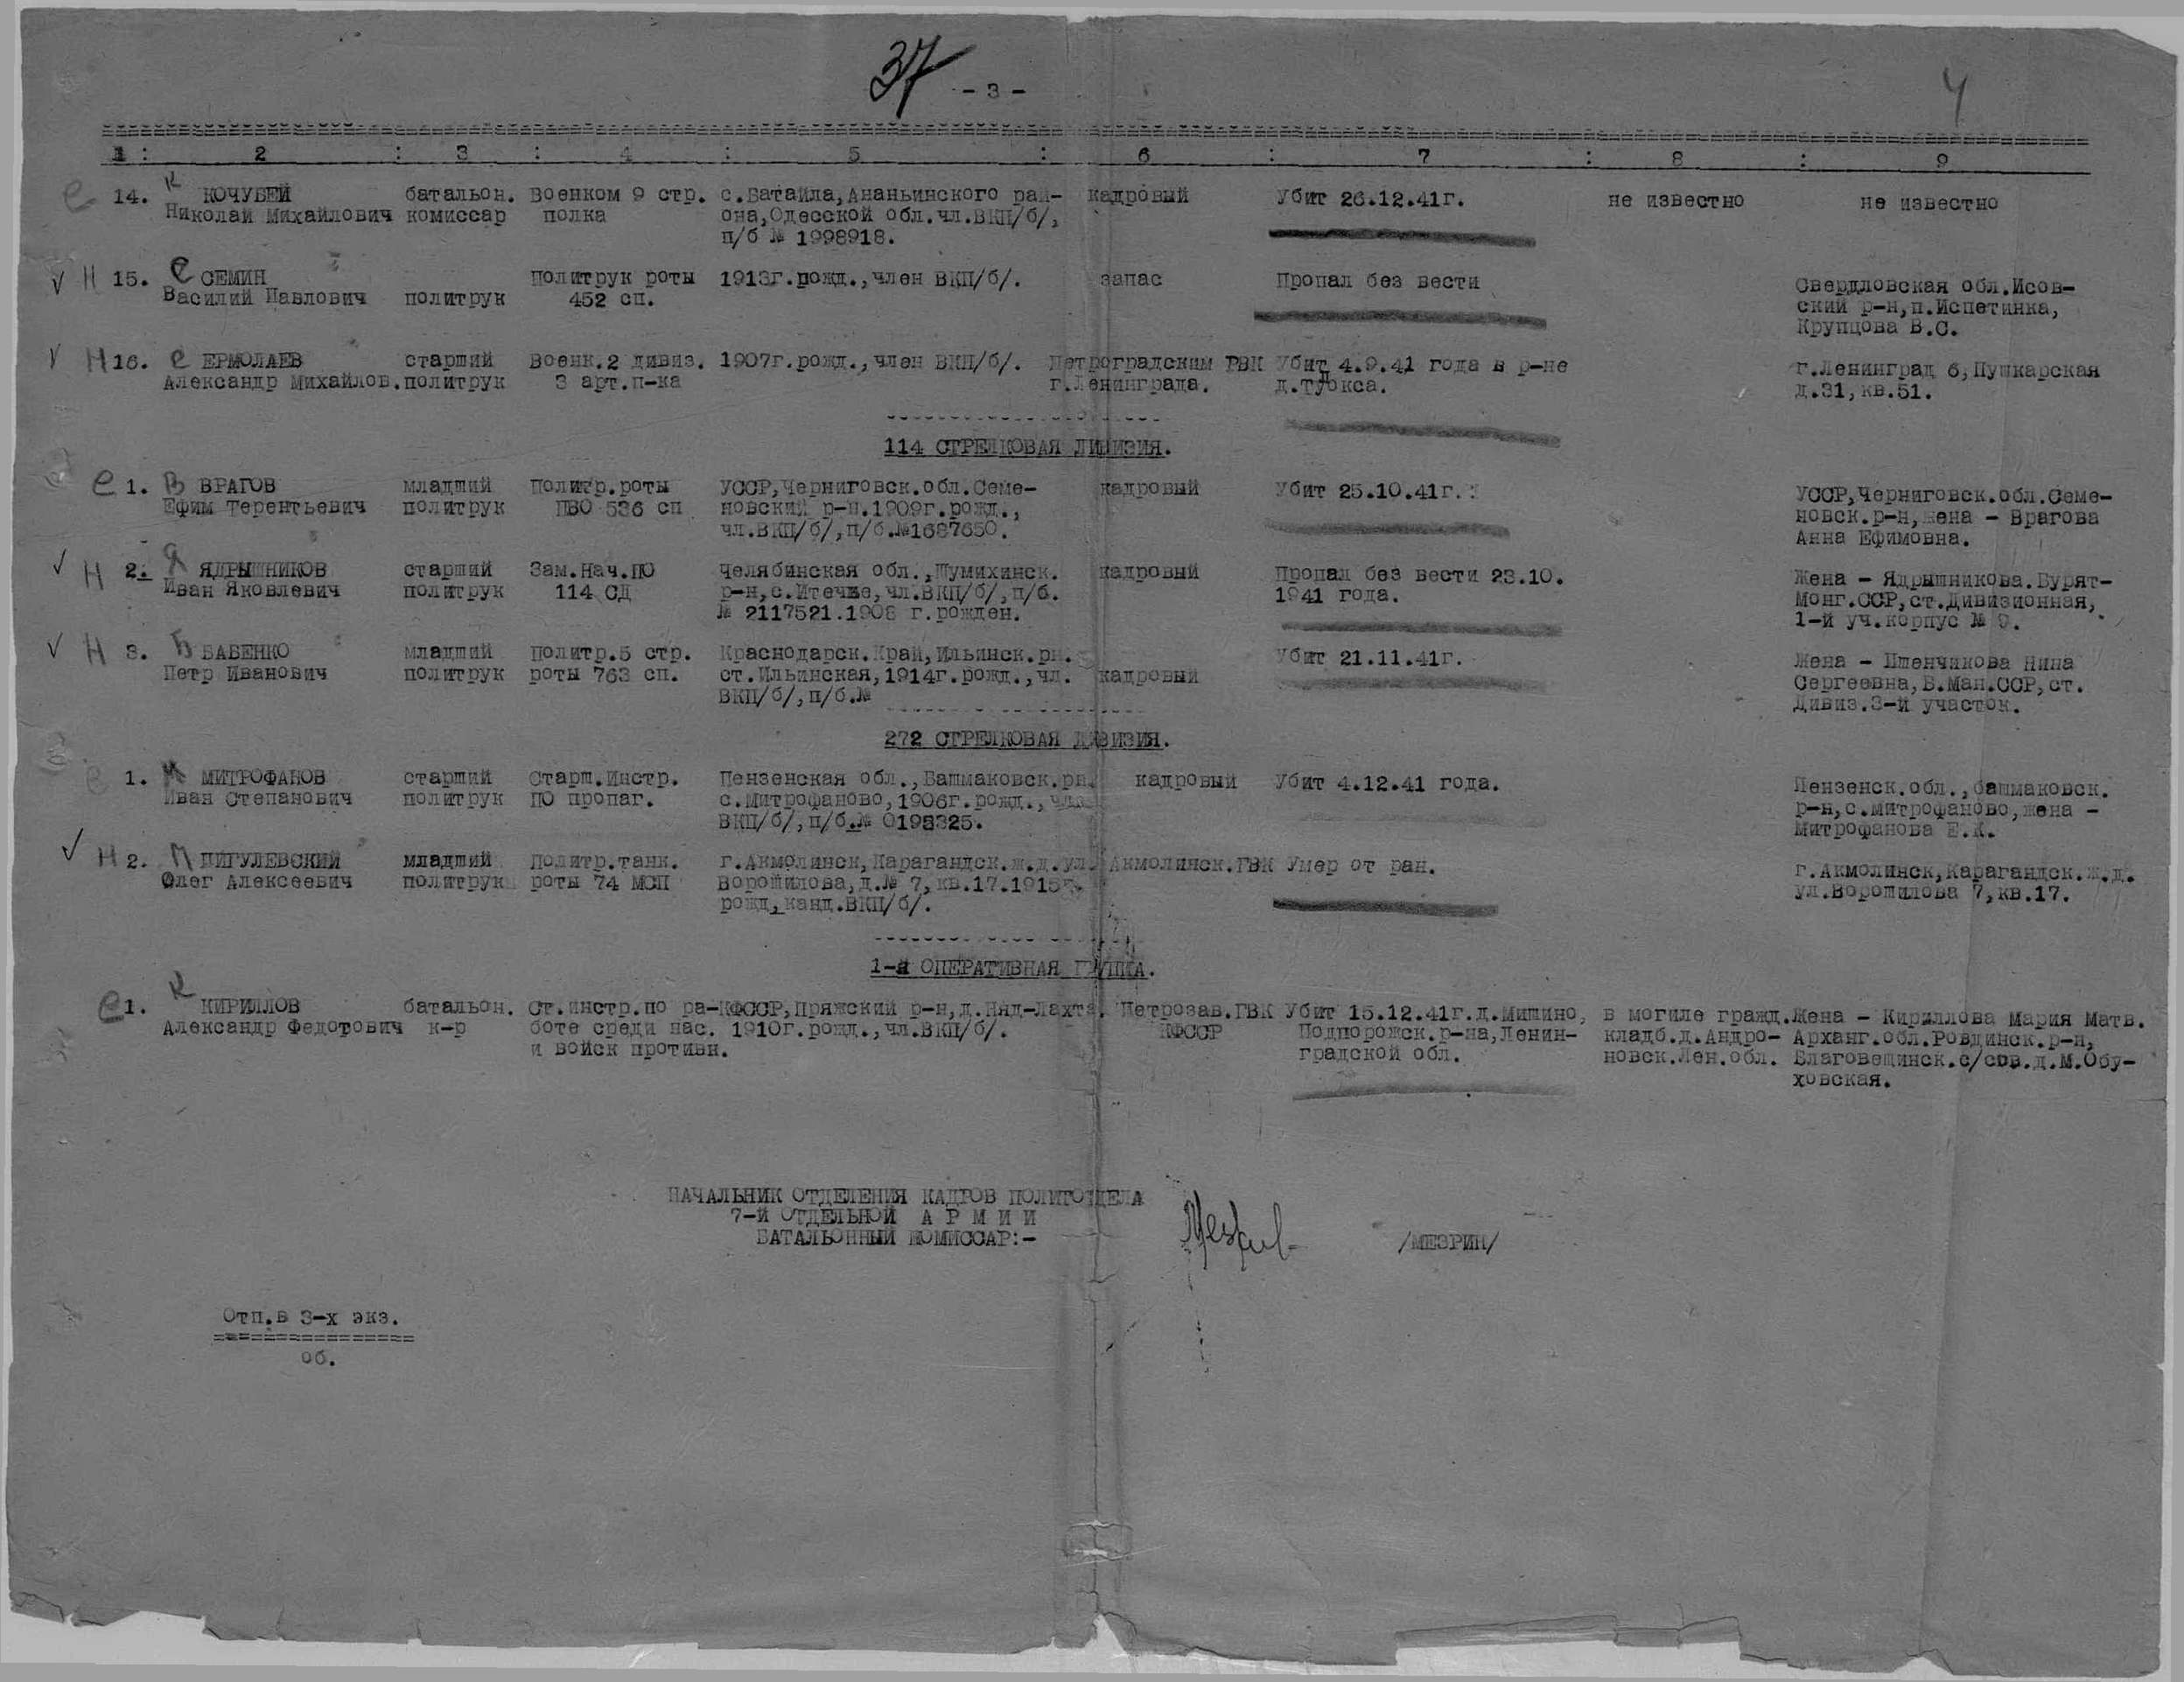 37 - 3 - 4
1 : 2 : 3 : 4 : 5 : 6 : 7 : 8 : 9
е 14. к КОЧУБЕЙ батальон. Военком 9 стр. с.Батайла,Ананьинского рай- кадровый Убит 26.12.41г. не известно не известно
Николай Михайлович комиссар полка она,Одесской обл.чл.ВКП/б/,
п/б № 1998918.
√ Н 15. С СЕМИН Политрук роты 1913г.рожд.,член ВКП/б/. запас Пропал без вести Свердловская обл.Исов-
Василий Павлович политрук 452 сп. ский р-н,п.Испетинка,
Крупцова В.С.
√ Н 16. е ЕРМОЛАЕВ старший Военк.2 дивиз. 1907г.рожд.,член ВКП/б/. Петроградским РВК Убит 4.9.41 года в р-не г.Ленинград 6,Пушкарская
Александр Михайлов. политрук 3 арт.п-ка г.Ленинграда. д. д.31,кв.51.
114 СТРЕЛКОВАЯ ДИВИЗИЯ.
е 1. В ВРАГОВ младший Политр.роты УССР,Черниговск.обл.Семе- кадровый Убит 25.10.41г. УССР,Черниговск.обл.Семе-
Ефим Терентьевич политрук ПВО 536 сп новский р-н.1909г.рожд., новск.р-н,жена - Врагова
чл.ВКП/б/,п/б.№1687650. Анна Ефимовна.
√ Н 2. Я ЯДРЫШНИКОВ старший Зам.Нач.ПО Челябинская обл.,Шумихинск. кадровый Пропал без вести 23.10. Жена - Ядрышникова.Бурят-
Иван Яковлевич политрук 114 СД р-н,с.Птечье,чл.ВКП/б/,п/б. 1941 года. Монг.ССР,ст.Дивизионная,
№ 2117521.1908 г.рожден. 1-й уч.корпус № 9.
√ Н 3. Б БАБЕНКО младший Политр.5 стр. Краснодарск.Край,Ильинск.рн. Убит 21.11.41г. Жена - Пшенчикова Нина
Петр Иванович политрук роты 763 сп. ст.Ильинская,1914г.рожд.,чл. кадровый Сергеевна,Б.Ман.ССР,ст.
ВКП/б/,п/б.№ Дивиз.3-й участок.
272 СТРЕЛКОВАЯ ДИВИЗИЯ.
е 1. М МИТРОФАНОВ старший Старш.Инстр. Пензенская обл.,Башмаковск.рн. кадровый Убит 4.12.41 года. Пензенск.обл.,башмаковск.
Иван Степанович политрук ПО пропаг. с.Митрофаново,1906г.рожд., р-н,с.митрофаново,жена -
ВКП/б/,п/б.№ 0198325. Митрофанова Е.К.
√ Н 2. П ПИГУЛЕВСКИЙ младший Политр.танк. г.Акмолинск,Карагандск.ж.д.ул. Акмолинск.ГВК Умер от ран. г.Акмолинск,Карагандск.ж.д.
Олег Алексеевич политрук роты 74 МСП Ворошилова,д.№ 7,кв.17.1915г. ул.Ворошилова 7,кв.17.
рожд,канд.ВКП/б/.
1-я ОПЕРАТИВНАЯ ГРУППА.
е 1. К КИРИЛЛОВ батальон. Ст.инстр.по ра- КФССР,Пряжский р-н,д.Няд-Лахта. Петрозав.ГВК Убит 15.12.41г.д.Мишино, в могиле гражд. Жена - Кириллова Мария Матв.
Александр Федотович к-р боте среди нас. 1910г.рожд.,чл.ВКП/б/. КФССР Подпорожск.р-на,Ленин- кладб.д.Андро- Арханг.обл.Ровдинск.р-н,
и войск противн. градской обл. новск.Лен.обл. Благовещинск.с/сов.д.М.Обу-
ховская.
НАЧАЛЬНИК ОТДЕЛЕНИЯ КАДРОВ ПОЛИТОТДЕЛА
7-й ОТДЕЛЬНОЙ А Р М И И
БАТАЛЬОННЫЙ КОМИССАР:- /МЕЗРИН/
Отп.в 3-х экз.
об.